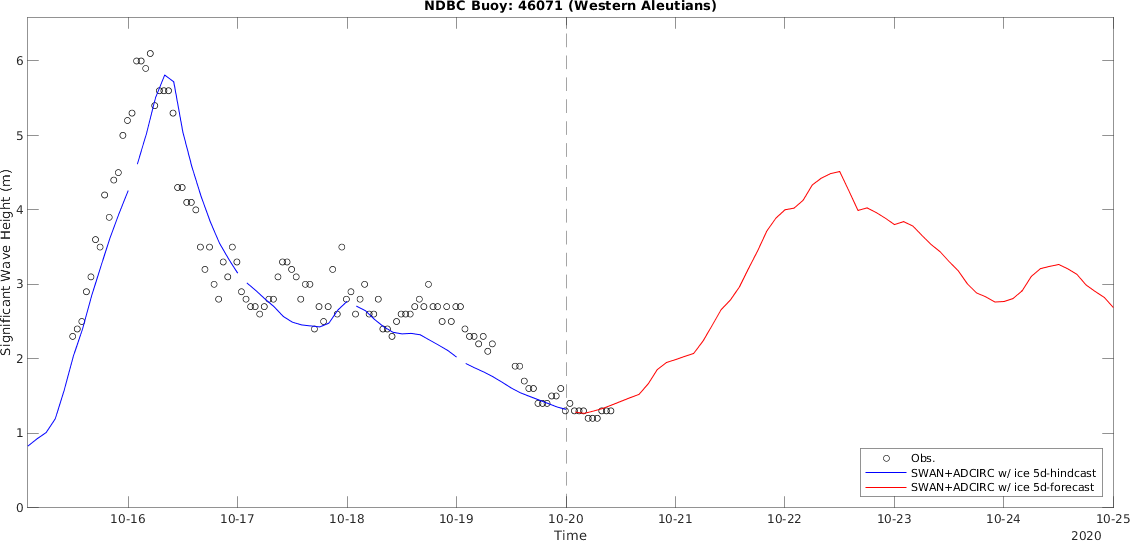 NDBC Buoy: 46071 (Western Aleutians)
Significant Wave Height (m)
6
5
4
3
2
1
0
10-16 10-17 10-18 10-19 10-20 10-21 10-22 10-23 10-24 10-25
Time
2020
Obs.
SWAN+ADCIRC w/ ice 5d-hindcast
SWAN+ADCIRC w/ ice 5d-forecast